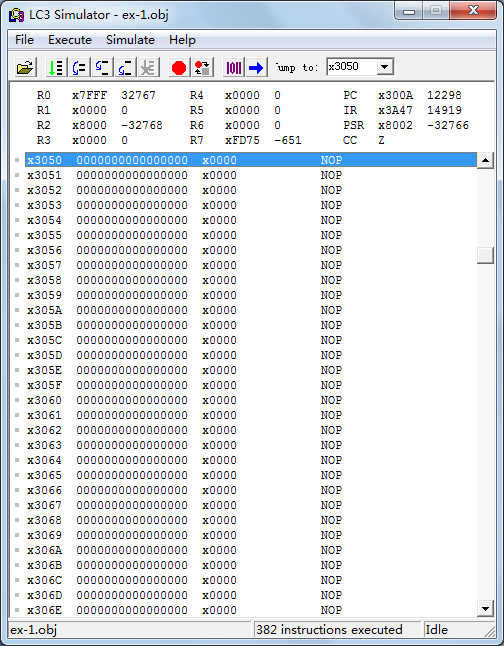 LC3 Simulator - ex-1.obj
File Execute Simulate Help
Jump to: x3050
R0 x7FFF 32767 R4 x0000 0 PC x300A 12298
R1 x0000 0 R5 x0000 0 IR x3A47 14919
R2 x8000 -32768 R6 x0000 0 PSR x8002 -32766
R3 x0000 0 R7 xFD75 -651 CC Z
x3050 0000000000000000 x0000 NOP
x3051 0000000000000000 x0000 NOP
x3052 0000000000000000 x0000 NOP
x3053 0000000000000000 x0000 NOP
x3054 0000000000000000 x0000 NOP
x3055 0000000000000000 x0000 NOP
x3056 0000000000000000 x0000 NOP
x3057 0000000000000000 x0000 NOP
x3058 0000000000000000 x0000 NOP
x3059 0000000000000000 x0000 NOP
x305A 0000000000000000 x0000 NOP
x305B 0000000000000000 x0000 NOP
x305C 0000000000000000 x0000 NOP
x305D 0000000000000000 x0000 NOP
x305E 0000000000000000 x0000 NOP
x305F 0000000000000000 x0000 NOP
x3060 0000000000000000 x0000 NOP
x3061 0000000000000000 x0000 NOP
x3062 0000000000000000 x0000 NOP
x3063 0000000000000000 x0000 NOP
x3064 0000000000000000 x0000 NOP
x3065 0000000000000000 x0000 NOP
x3066 0000000000000000 x0000 NOP
x3067 0000000000000000 x0000 NOP
x3068 0000000000000000 x0000 NOP
x3069 0000000000000000 x0000 NOP
x306A 0000000000000000 x0000 NOP
x306B 0000000000000000 x0000 NOP
x306C 0000000000000000 x0000 NOP
x306D 0000000000000000 x0000 NOP
x306E 0000000000000000 x0000 NOP
ex-1.obj 382 instructions executed Idle